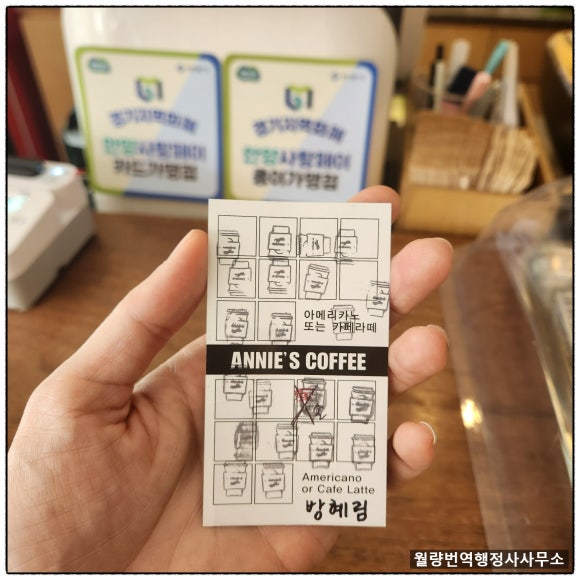 경기지역화폐
안양사랑페이
카드가맹점
경기지역화폐
안양사랑페이
종이가맹점
아메리카노
또는 카페라떼
ANNIE'S COFFEE
Americano
or Cafe Latte
방혜림
월량번역행정사사무소